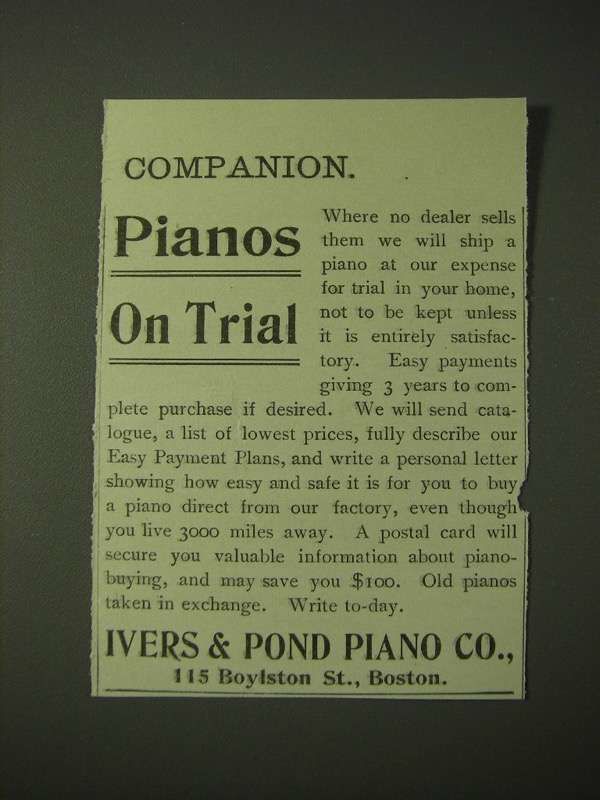 COMPANION.
Pianos
On Trial
Where no dealer sells
them we will ship a
piano at our expense
for trial in your home,
not to be kept unless
it is entirely satisfac-
tory. Easy payments
giving 3 years to com-
plete purchase if desired. We will send cata-
logue, a list of lowest prices, fully describe our
Easy Payment Plans, and write a personal letter
showing how easy and safe it is for you to buy
a piano direct from our factory, even though
you live 3000 miles away. A postal card will
secure you valuable information about piano-
buying, and may save you $100. Old pianos
taken in exchange. Write to-day.
IVERS & POND PIANO CO.,
115 Boylston St., Boston.